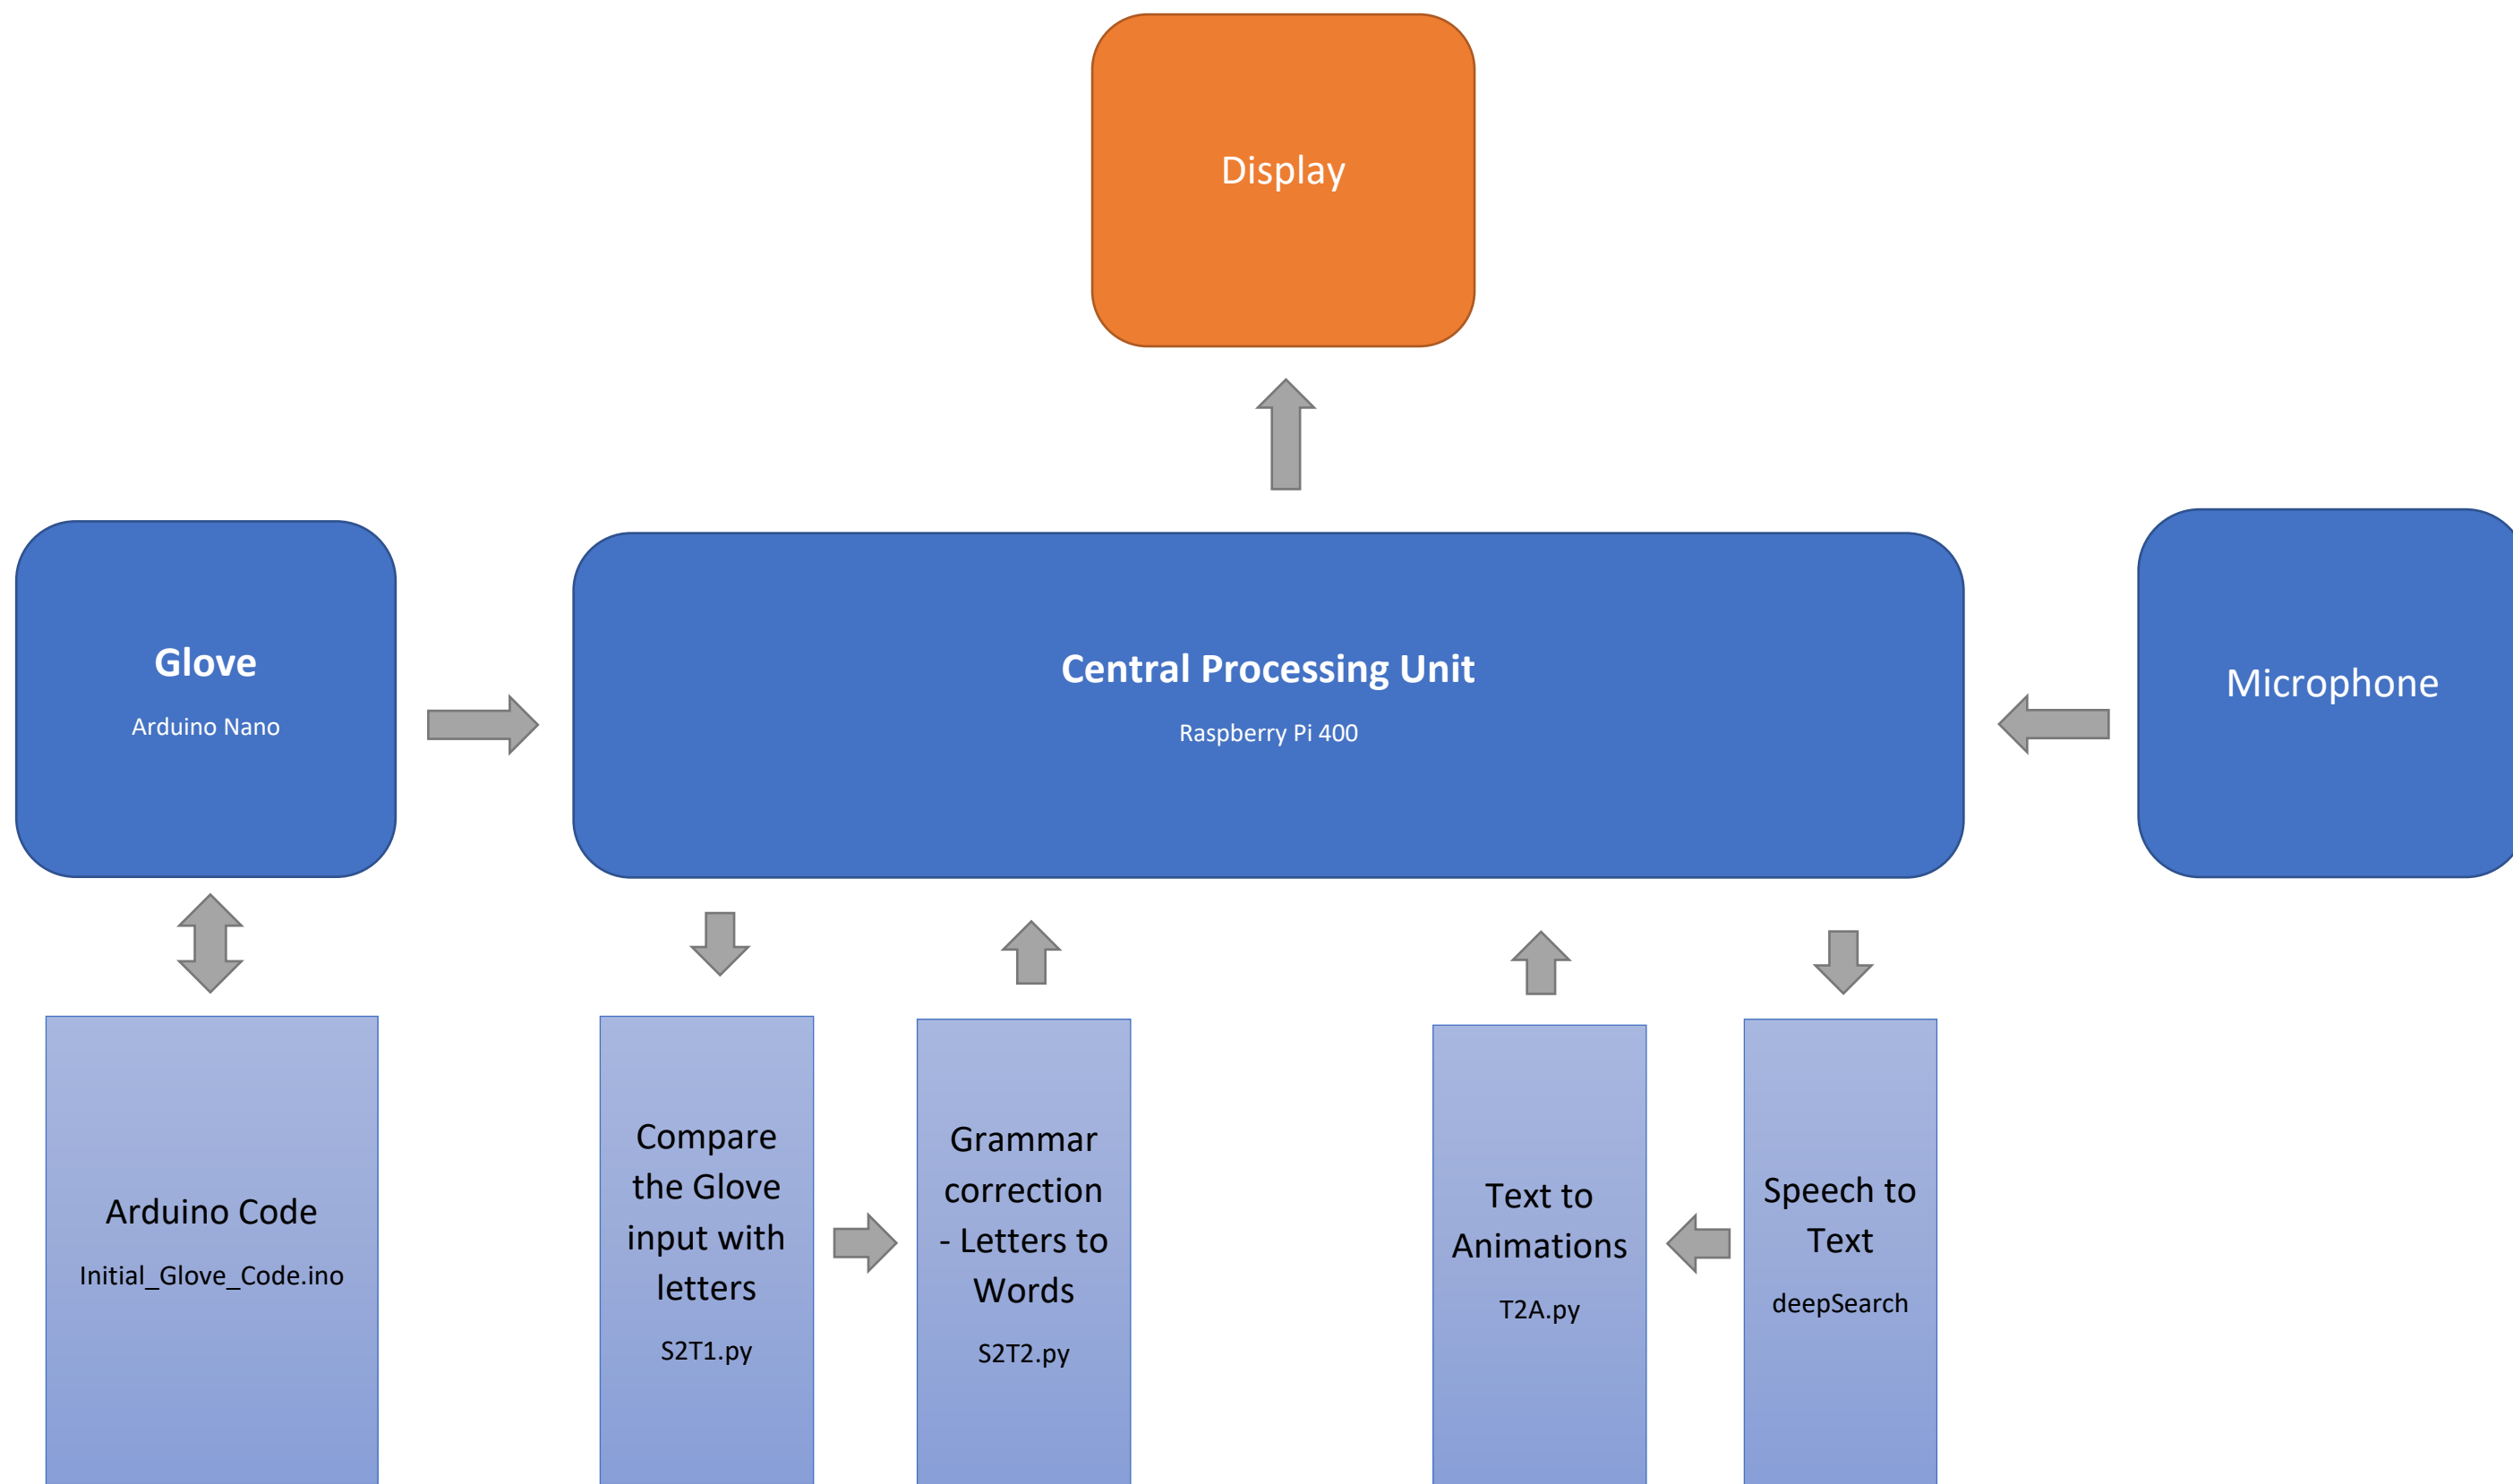 Display
Glove
Arduino Nano
Central Processing Unit
Raspberry Pi 400
Microphone
Arduino Code
Initial_Glove_Code.ino
Compare
the Glove
input with
letters
S2T1.py
Grammar
correction
- Letters to
Words
S2T2.py
Text to
Animations
T2A.py
Speech to
Text
deepSearch